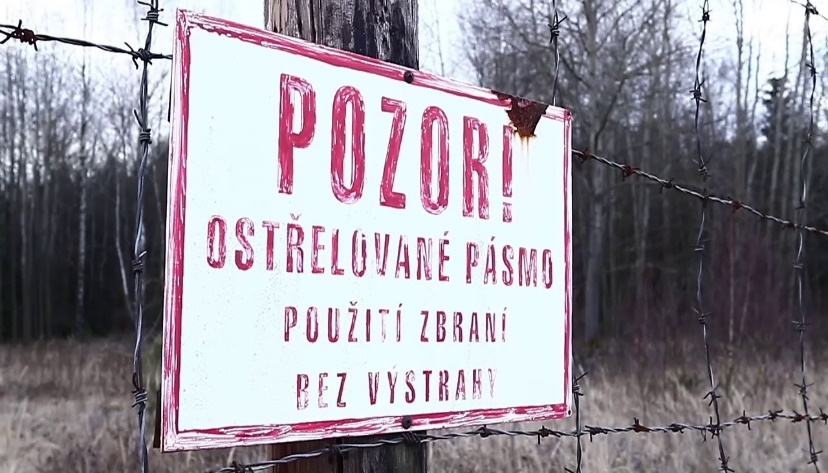 POZOR!
OSTŘELOVANÉ PÁSMO
POUŽITÍ ZBRANÍ
BEZ VÝSTRAHY